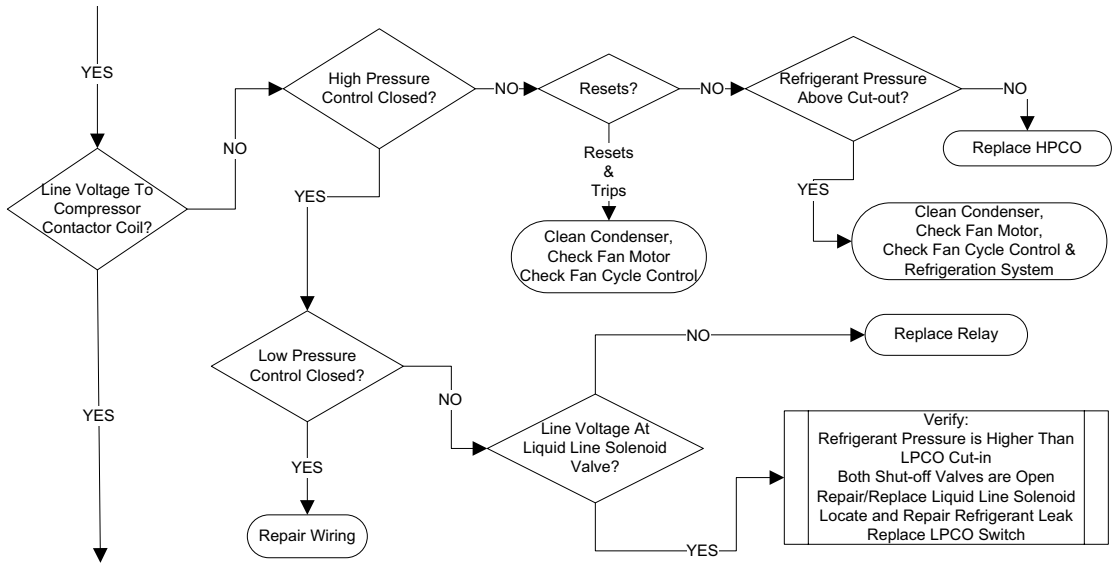 YES
Line Voltage To
Compressor
Contactor Coil?
NO
YES
High Pressure
Control Closed?
NO
YES
Resets?
NO
Resets
&
Trips
Clean Condenser,
Check Fan Motor
Check Fan Cycle Control
Refrigerant Pressure
Above Cut-out?
NO
Replace HPCO
YES
Clean Condenser,
Check Fan Motor,
Check Fan Cycle Control &
Refrigeration System
Low Pressure
Control Closed?
NO
YES
Repair Wiring
Line Voltage At
Liquid Line Solenoid
Valve?
NO
Replace Relay
YES
Verify:
Refrigerant Pressure is Higher Than
LPCO Cut-in
Both Shut-off Valves are Open
Repair/Replace Liquid Line Solenoid
Locate and Repair Refrigerant Leak
Replace LPCO Switch